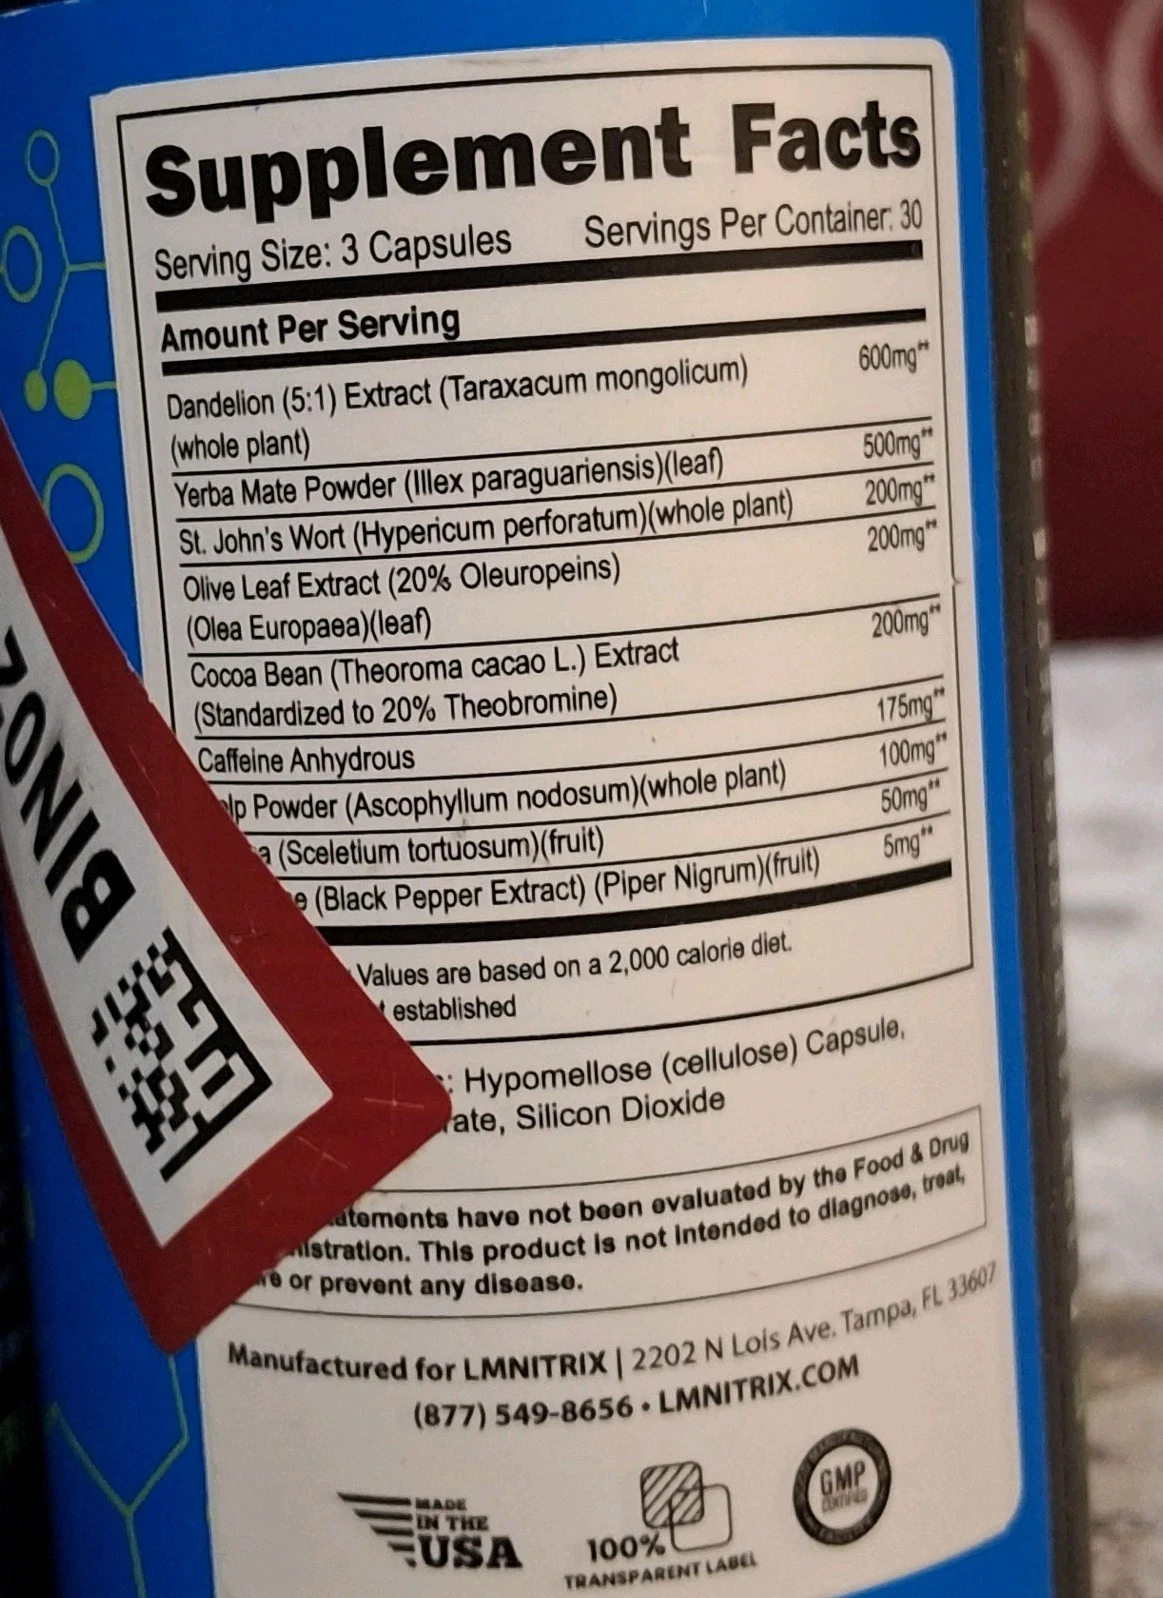 Supplement Facts
Serving Size: 3 Capsules Servings Per Container: 30
Amount Per Serving
Dandelion (5:1) Extract (Taraxacum mongolicum) 600mg**
(whole plant)
Yerba Mate Powder (Illex paraguariensis)(leaf) 500mg**
St. John's Wort (Hypericum perforatum)(whole plant) 200mg**
Olive Leaf Extract (20% Oleuropeins) 200mg**
(Olea Europaea)(leaf)
Cocoa Bean (Theoroma cacao L.) Extract 200mg**
(Standardized to 20% Theobromine)
Caffeine Anhydrous 175mg**
lp Powder (Ascophyllum nodosum)(whole plant) 100mg**
a (Sceletium tortuosum)(fruit) 50mg**
e (Black Pepper Extract) (Piper Nigrum)(fruit) 5mg**
Values are based on a 2,000 calorie diet.
established
: Hypomellose (cellulose) Capsule,
rate, Silicon Dioxide
atements have not been evaluated by the Food & Drug
nistration. This product is not intended to diagnose, treat,
re or prevent any disease.
Manufactured for LMNITRIX | 2202 N Lois Ave. Tampa, FL 33607
(877) 549-8656 • LMNITRIX.COM
MADE
IN THE
USA
100%
TRANSPARENT LABEL
GMP
CERTIFIED
BINO